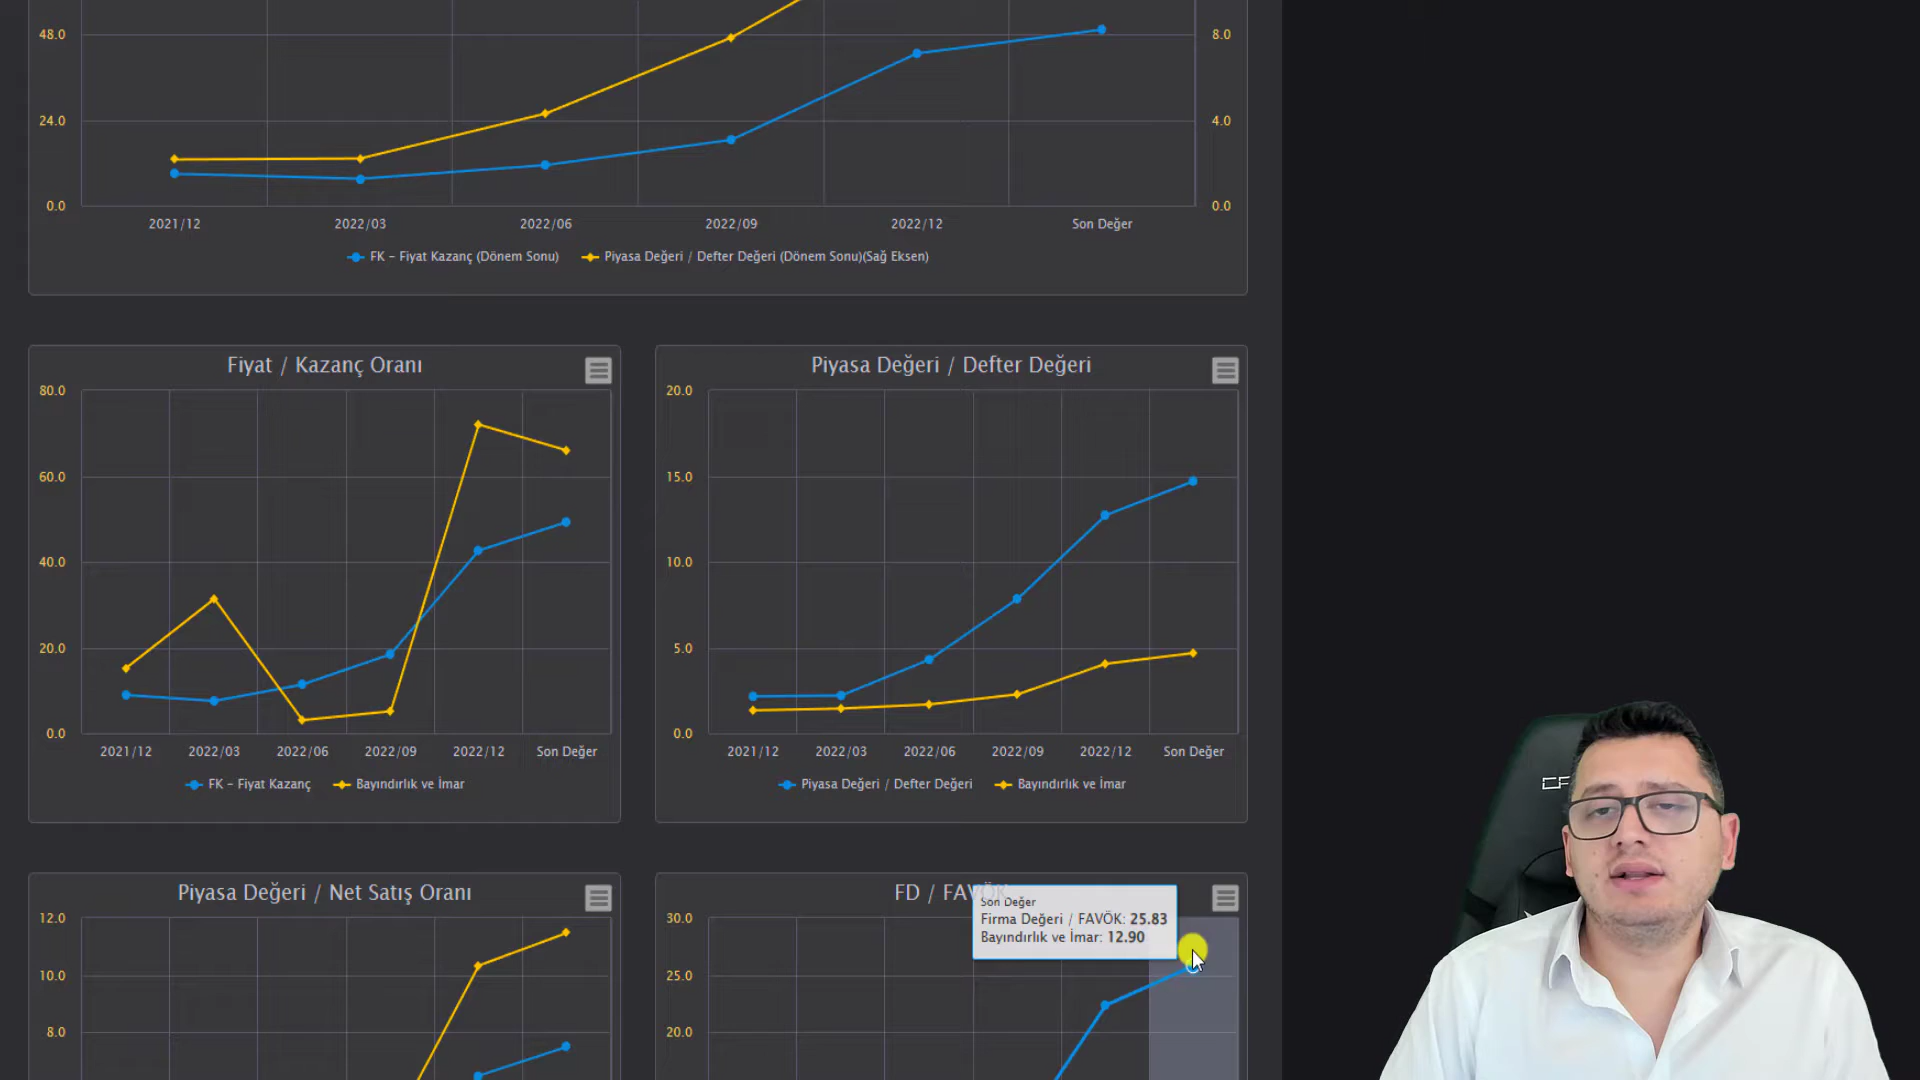 48.0
8.0
24.0
4.0
0.0
0.0
2021/12 2022/03 2022/06 2022/09 2022/12 Son Değer
FK - Fiyat Kazanç (Dönem Sonu) Piyasa Değeri / Defter Değeri (Dönem Sonu)(Sağ Eksen)
Fiyat / Kazanç Oranı
80.0
60.0
40.0
20.0
0.0
2021/12 2022/03 2022/06 2022/09 2022/12 Son Değer
FK - Fiyat Kazanç Bayındırlık ve İmar
Piyasa Değeri / Defter Değeri
20.0
15.0
10.0
5.0
0.0
2021/12 2022/03 2022/06 2022/09 2022/12 Son Değer
Piyasa Değeri / Defter Değeri Bayındırlık ve İmar
Piyasa Değeri / Net Satış Oranı
12.0
10.0
8.0
FD / FAVÖK
30.0
25.0
20.0
Son Değer
Firma Değeri / FAVÖK: 25.83
Bayındırlık ve İmar: 12.90